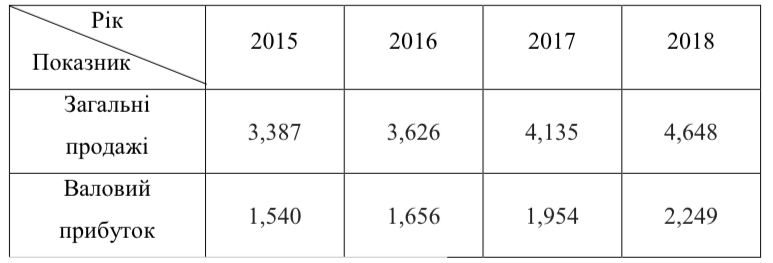 Рік
Показник
2015 2016 2017 2018
Загальні
продажі
3,387 3,626 4,135 4,648
Валовий
прибуток
1,540 1,656 1,954 2,249